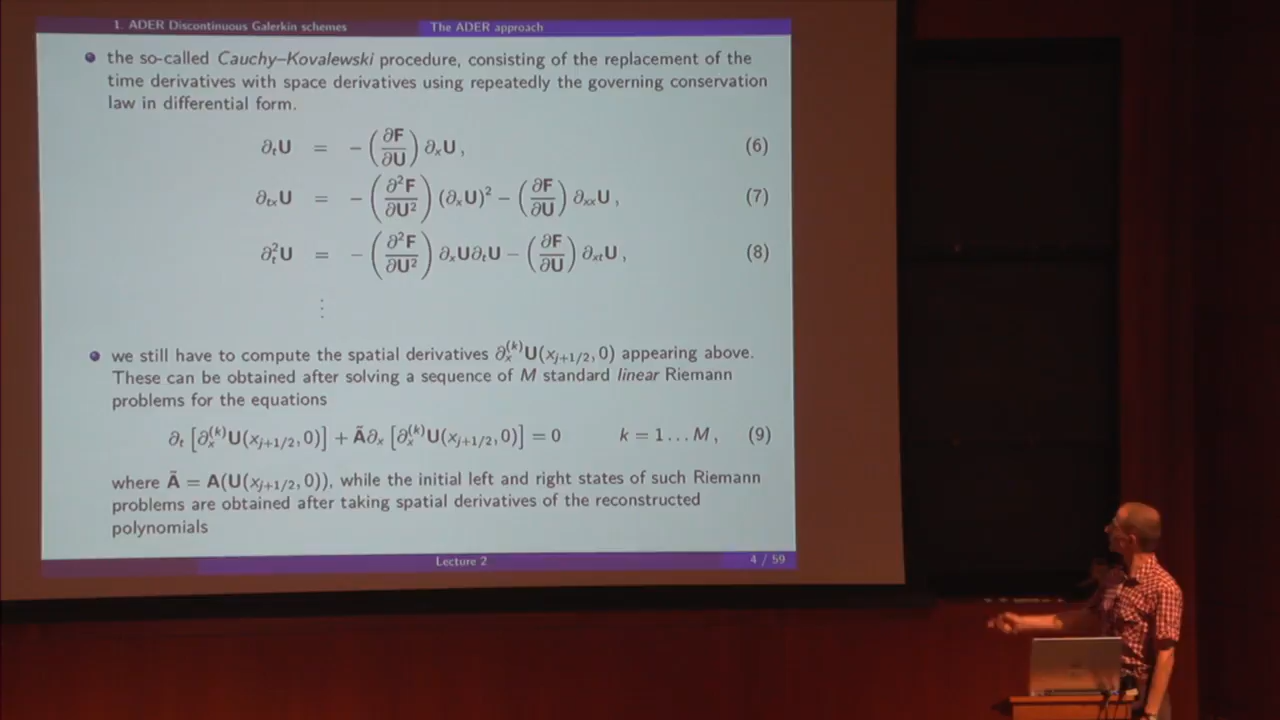 1. ADER Discontinuous Galerkin schemes The ADER approach
the so-called Cauchy–Kovalewski procedure, consisting of the replacement of the
time derivatives with space derivatives using repeatedly the governing conservation
law in differential form.
∂ₜU = −(∂F/∂U) ∂ₓU , (6)
∂ₜₓU = −(∂²F/∂U²) (∂ₓU)² − (∂F/∂U) ∂ₓₓU , (7)
∂ₜ²U = −(∂²F/∂U²) ∂ₓU∂ₜU − (∂F/∂U) ∂ₓₜU , (8)
⋮
we still have to compute the spatial derivatives ∂ₓ^(k)U(x_{j+1/2}, 0) appearing above.
These can be obtained after solving a sequence of M standard linear Riemann
problems for the equations
∂ₜ [∂ₓ^(k)U(x_{j+1/2}, 0)] + Ã∂ₓ [∂ₓ^(k)U(x_{j+1/2}, 0)] = 0 k = 1 . . . M , (9)
where Ã = A(U(x_{j+1/2}, 0)), while the initial left and right states of such Riemann
problems are obtained after taking spatial derivatives of the reconstructed
polynomials
Lecture 2 4 / 59